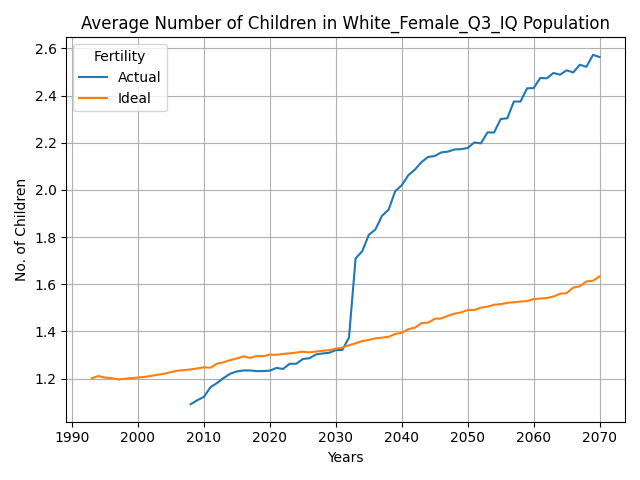 Average Number of Children in White_Female_Q3_IQ Population
Fertility
Actual
Ideal
No. of Children
2.6
2.4
2.2
2.0
1.8
1.6
1.4
1.2
1990 2000 2010 2020 2030 2040 2050 2060 2070
Years